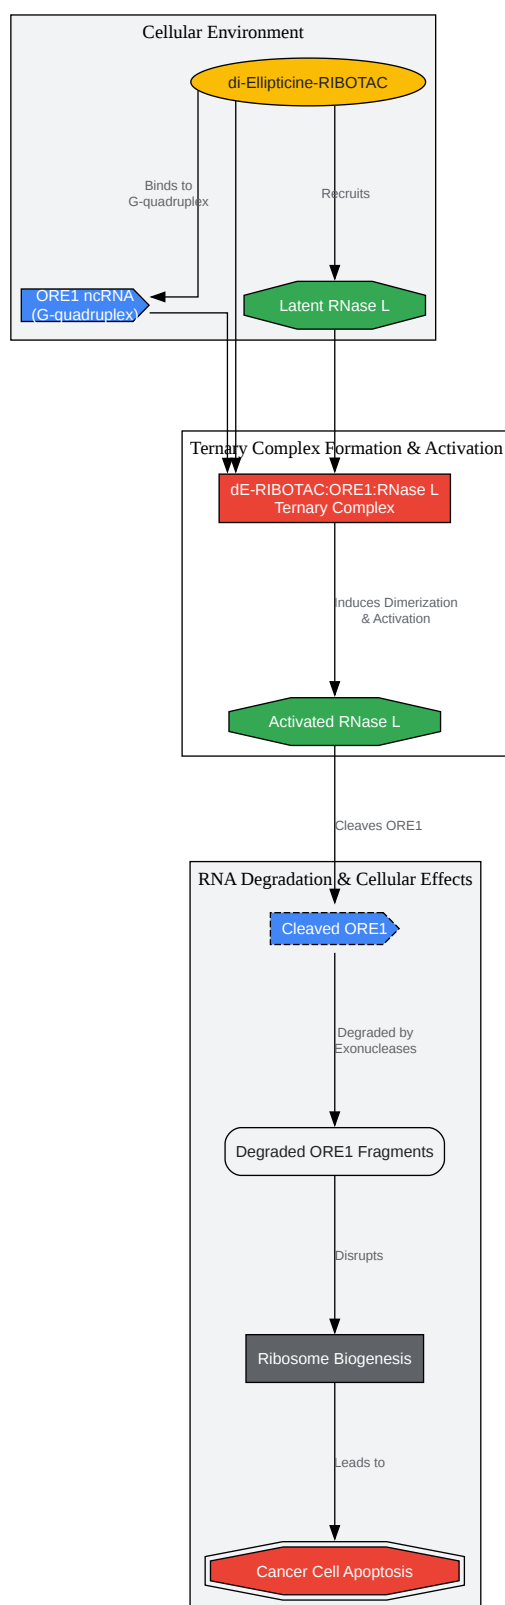 Cellular Environment
di-Ellipticine-RIBOTAC
Binds to
G-quadruplex
Recruits
ORE1 ncRNA
(G-quadruplex)
Latent RNase L
Ternary Complex Formation & Activation
dE-RIBOTAC:ORE1:RNase L
Ternary Complex
Induces Dimerization
& Activation
Activated RNase L
Cleaves ORE1
RNA Degradation & Cellular Effects
Cleaved ORE1
Degraded by
Exonucleases
Degraded ORE1 Fragments
Disrupts
Ribosome Biogenesis
Leads to
Cancer Cell Apoptosis